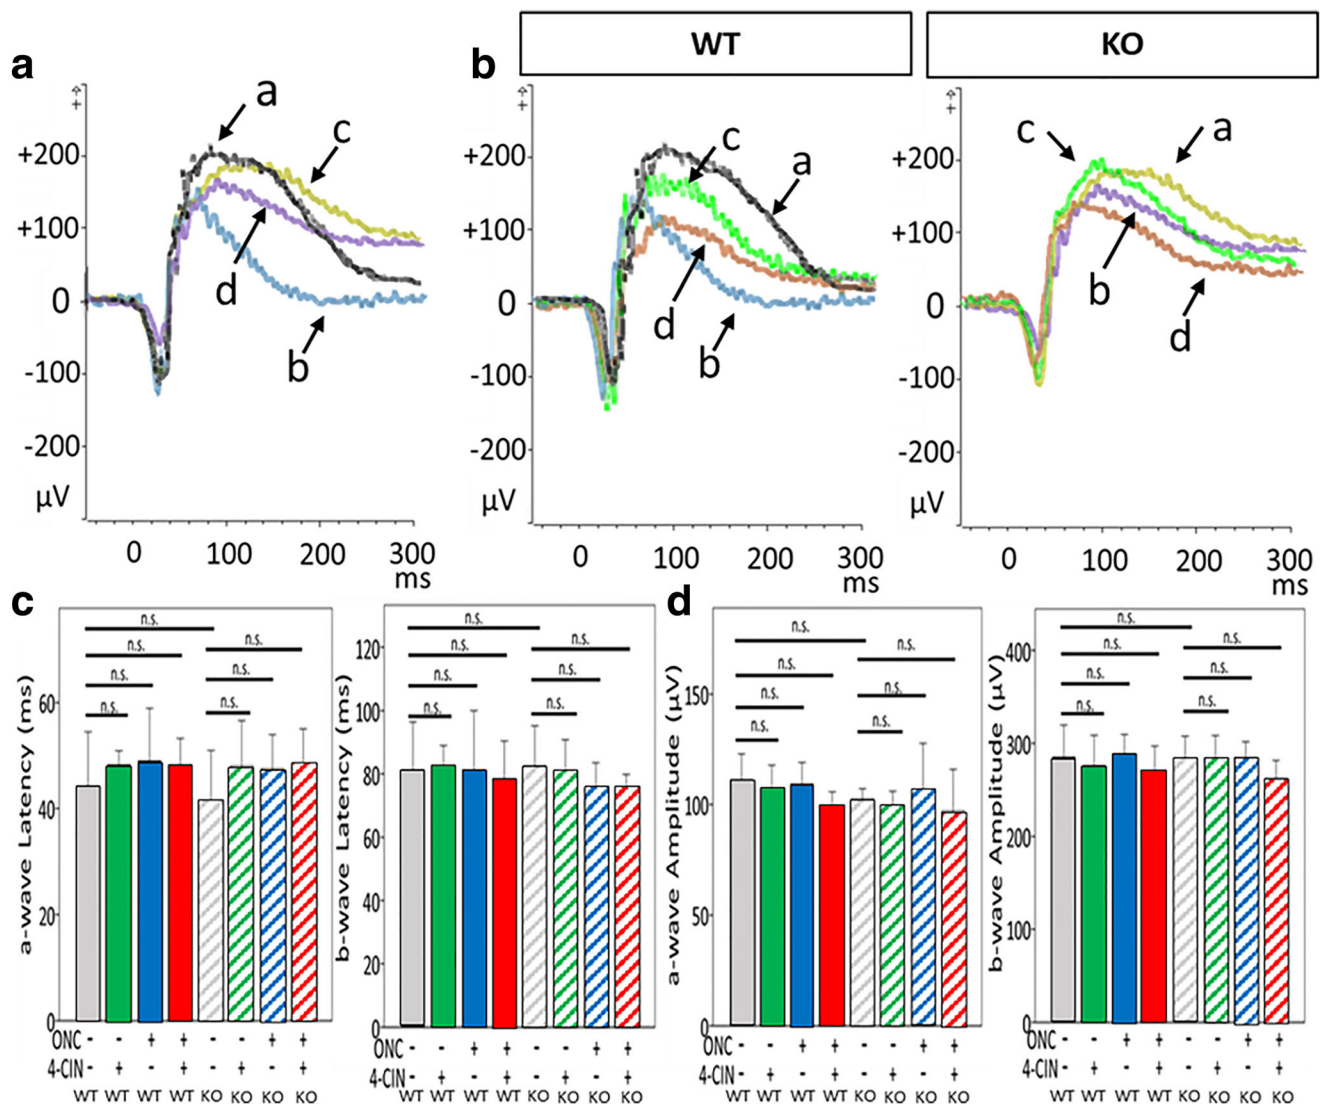 WT
KO
a
b
a
c
d
b
c
a
d
b
c
a
b
d
+200
+100
0
-100
-200
µV
0
100
200
300
ms
+200
+100
0
-100
-200
µV
0
100
200
300
ms
+200
+100
0
-100
-200
µV
0
100
200
300
ms
c
a-wave Latency (ms)
60
40
20
0
n.s.
n.s.
n.s.
n.s.
n.s.
n.s.
n.s.
ONC - - + + - - + +
4-CIN - + - + - + - +
WT WT WT WT KO KO KO KO
b-wave Latency (ms)
120
100
80
60
40
20
0
n.s.
n.s.
n.s.
n.s.
n.s.
n.s.
n.s.
ONC - - + + - - + +
4-CIN - + - + - + - +
WT WT WT WT KO KO KO KO
d
a-wave Amplitude (µV)
150
100
50
0
n.s.
n.s.
n.s.
n.s.
n.s.
n.s.
n.s.
ONC - - + + - - + +
4-CIN - + - + - + - +
WT WT WT WT KO KO KO KO
b-wave Amplitude (µV)
400
300
200
100
0
n.s.
n.s.
n.s.
n.s.
n.s.
n.s.
n.s.
ONC - - + + - - + +
4-CIN - + - + - + - +
WT WT WT WT KO KO KO KO